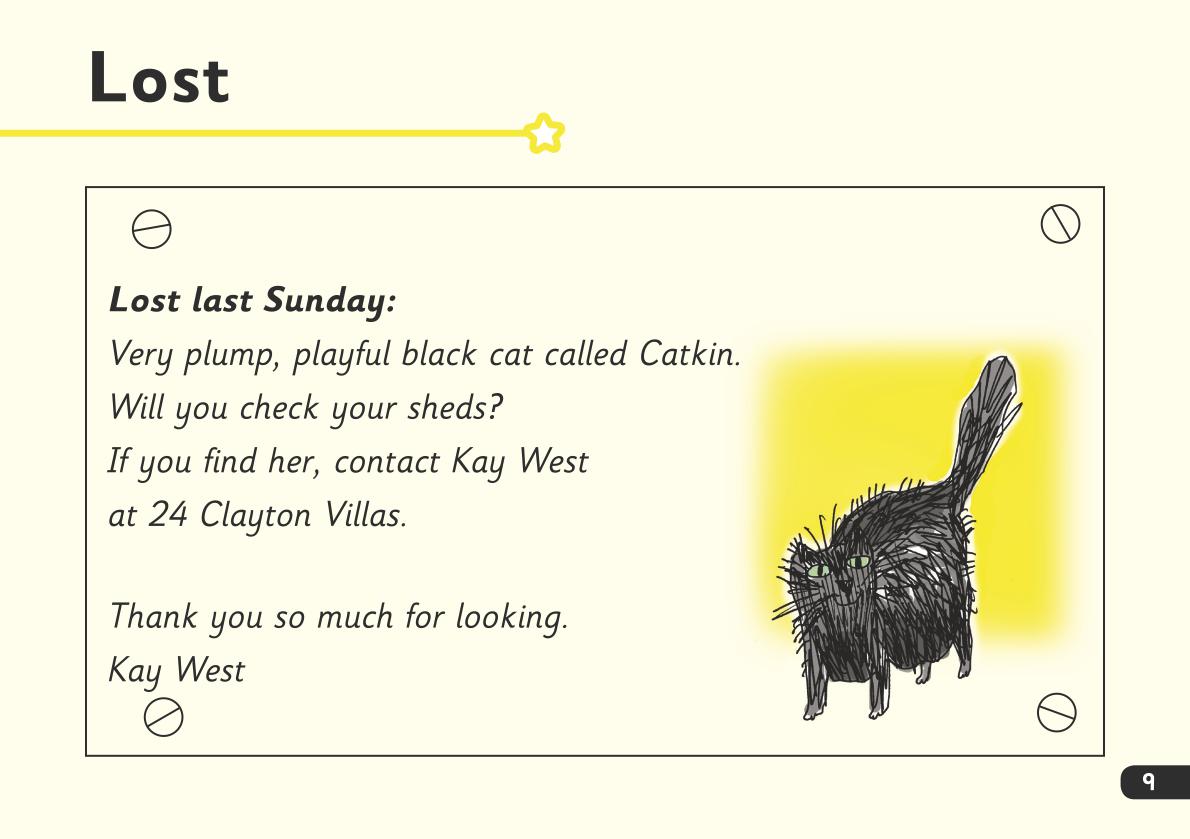 Lost
Lost last Sunday:
Very plump, playful black cat called Catkin.
Will you check your sheds?
If you find her, contact Kay West
at 24 Clayton Villas.
Thank you so much for looking.
Kay West
9